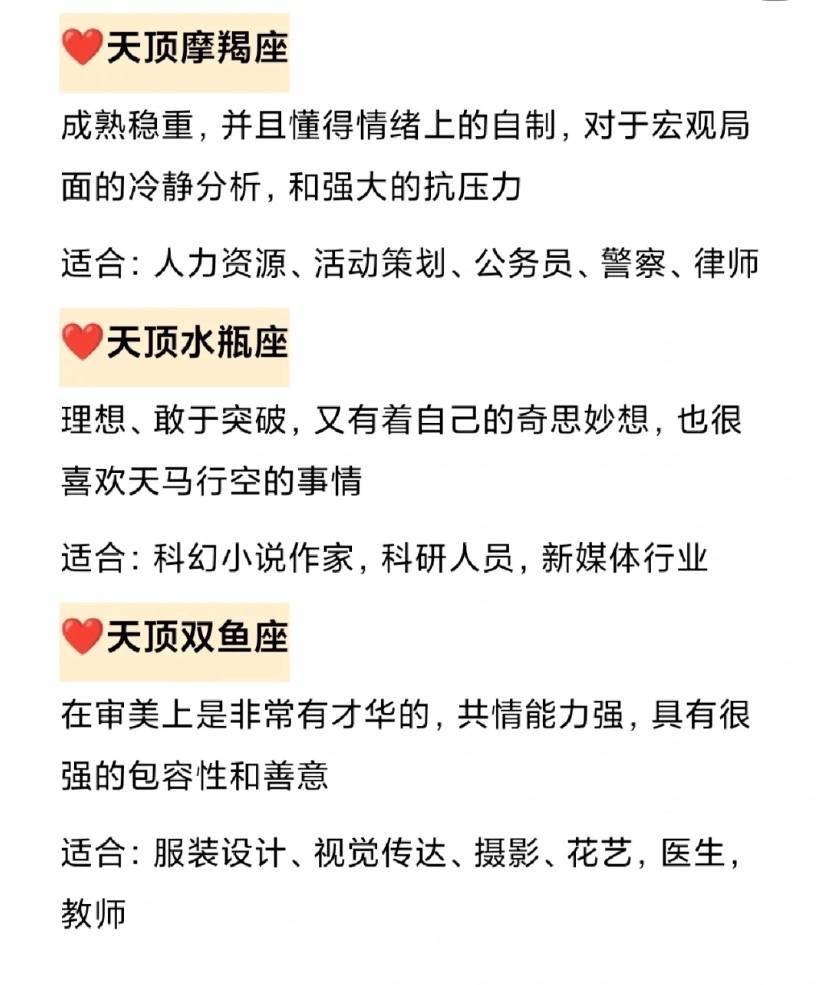 ❤️天顶摩羯座
成熟稳重，并且懂得情绪上的自制，对于宏观局
面的冷静分析，和强大的抗压力
适合：人力资源、活动策划、公务员、警察、律师
❤️天顶水瓶座
理想、敢于突破，又有着自己的奇思妙想，也很
喜欢天马行空的事情
适合：科幻小说作家，科研人员，新媒体行业
❤️天顶双鱼座
在审美上是非常有才华的，共情能力强，具有很
强的包容性和善意
适合：服装设计、视觉传达、摄影、花艺，医生，
教师